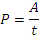 P = A/t